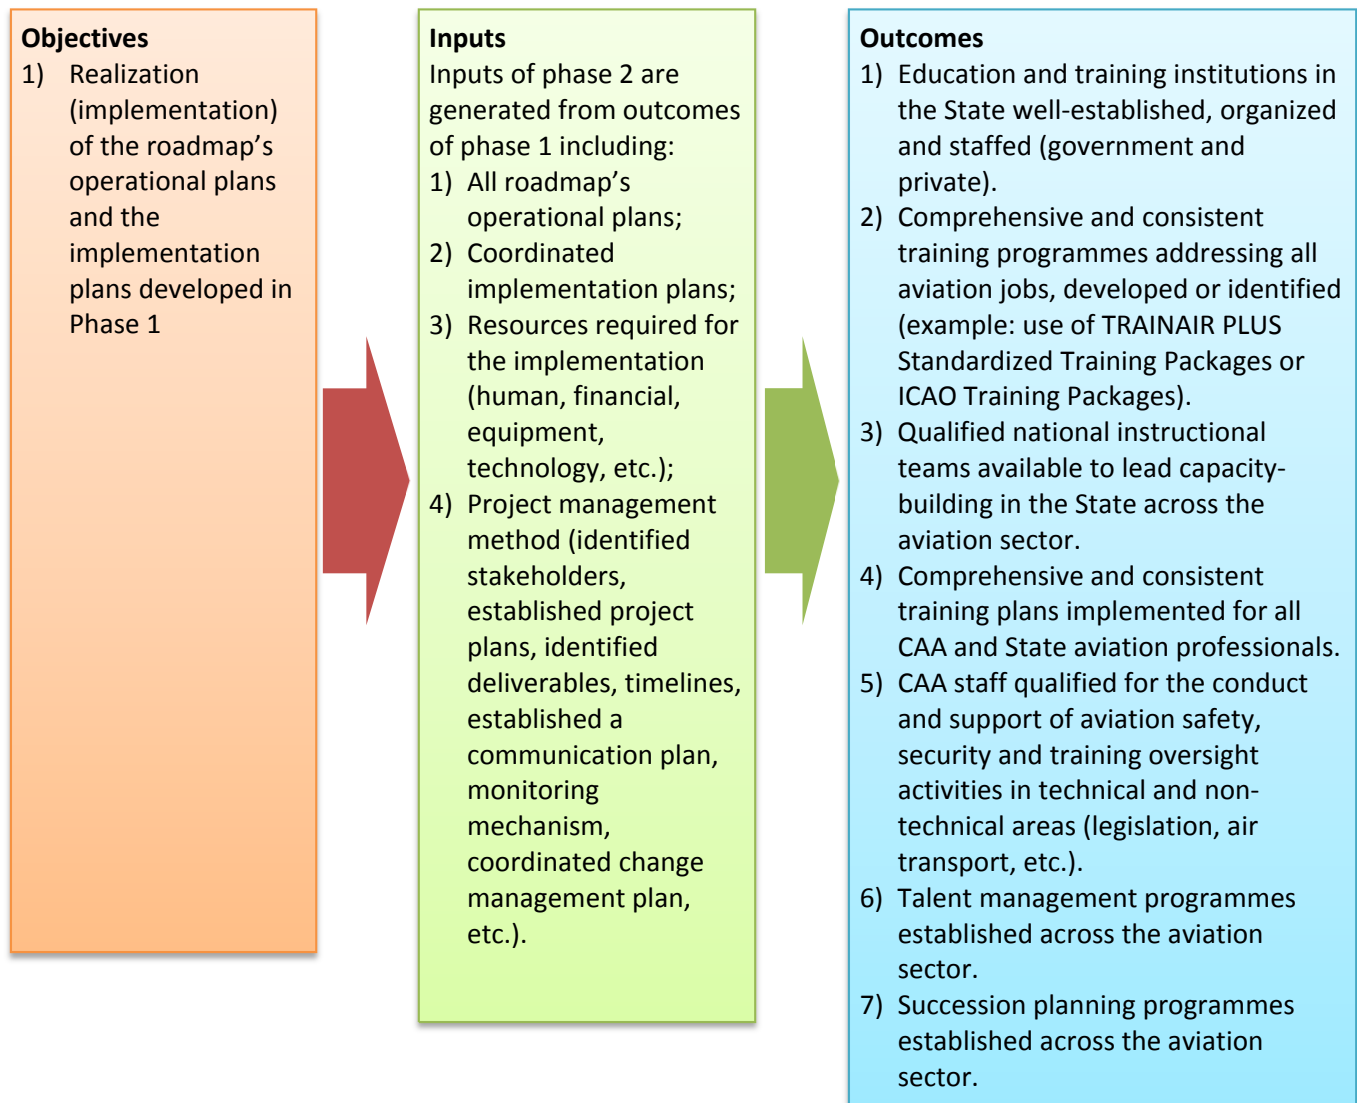 Objectives
1) Realization
(implementation)
of the roadmap's
operational plans
and the
implementation
plans developed in
Phase 1
Inputs
Inputs of phase 2 are
generated from outcomes
of phase 1 including:
1) All roadmap's
operational plans;
2) Coordinated
implementation plans;
3) Resources required for
the implementation
(human, financial,
equipment,
technology, etc.);
4) Project management
method (identified
stakeholders,
established project
plans, identified
deliverables, timelines,
established a
communication plan,
monitoring
mechanism,
coordinated change
management plan,
etc.).
Outcomes
1) Education and training institutions in
the State well-established, organized
and staffed (government and
private).
2) Comprehensive and consistent
training programmes addressing all
aviation jobs, developed or identified
(example: use of TRAINAIR PLUS
Standardized Training Packages or
ICAO Training Packages).
3) Qualified national instructional
teams available to lead capacity-
building in the State across the
aviation sector.
4) Comprehensive and consistent
training plans implemented for all
CAA and State aviation professionals.
5) CAA staff qualified for the conduct
and support of aviation safety,
security and training oversight
activities in technical and non-
technical areas (legislation, air
transport, etc.).
6) Talent management programmes
established across the aviation
sector.
7) Succession planning programmes
established across the aviation
sector.